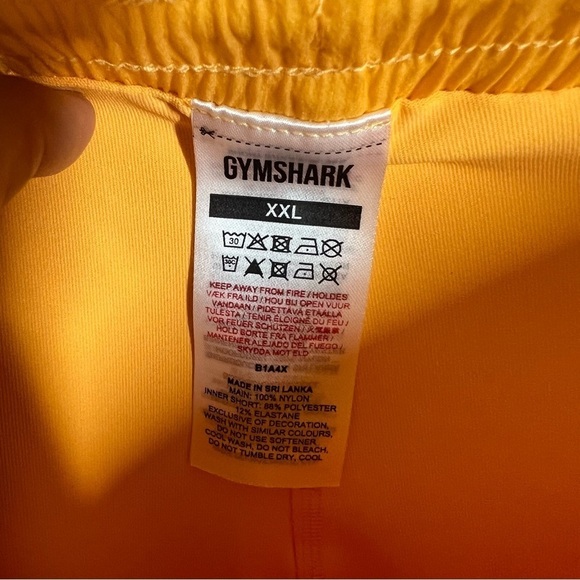 GYMSHARK
XXL
30
30C
KEEP AWAY FROM FIRE / HOLDES
VÆK FRA ILD / HOU BIJ OPEN VUUR
VANDAAN / PIDETTÄVÄ ETÄÄLLÄ
TULESTA / TENIR ÉLOIGNÉ DU FEU /
VOR FEUER SCHÜTZEN /
HOLD BORTE FRA FLAMMER /
MANTENER ALEJADO DEL FUEGO /
SKYDDA MOT ELD
B1A4X
MADE IN SRI LANKA
MAIN: 100% NYLON
INNER SHORT: 88% POLYESTER
12% ELASTANE
EXCLUSIVE OF DECORATION,
WASH WITH SIMILAR COLOURS,
DO NOT USE SOFTENER
COOL WASH, DO NOT BLEACH,
DO NOT TUMBLE DRY, COOL